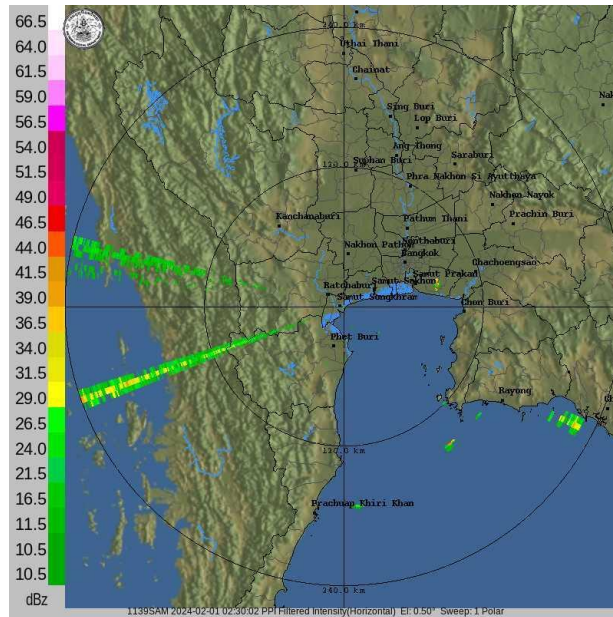 66.5
64.0
61.5
59.0
56.5
54.0
51.5
49.0
46.5
44.0
41.5
39.0
36.5
34.0
31.5
29.0
26.5
24.0
21.5
16.5
11.5
10.5
10.5
dBz
240.0 km
Uthai Thani
Chainat
Sing Buri
Lop Buri
Ang Thong
Saraburi
120.0 km
Suphan Buri
Phra Nakhon Si Ayutthaya
Nakhon Nayok
Kanchanaburi
Pathum Thani
Prachin Buri
Nonthaburi
Nakhon Pathom
Bangkok
Chachoengsao
Samut Prakan
Samut Sakhon
Ratchaburi
Samut Songkhram
Chon Buri
Phet Buri
Rayong
120.0 km
Prachuap Khiri Khan
240.0 km
1139SAM 2024-02-01 02:30:02 PPI Filtered Intensity(Horizontal) El: 0.50° Sweep: 1 Polar